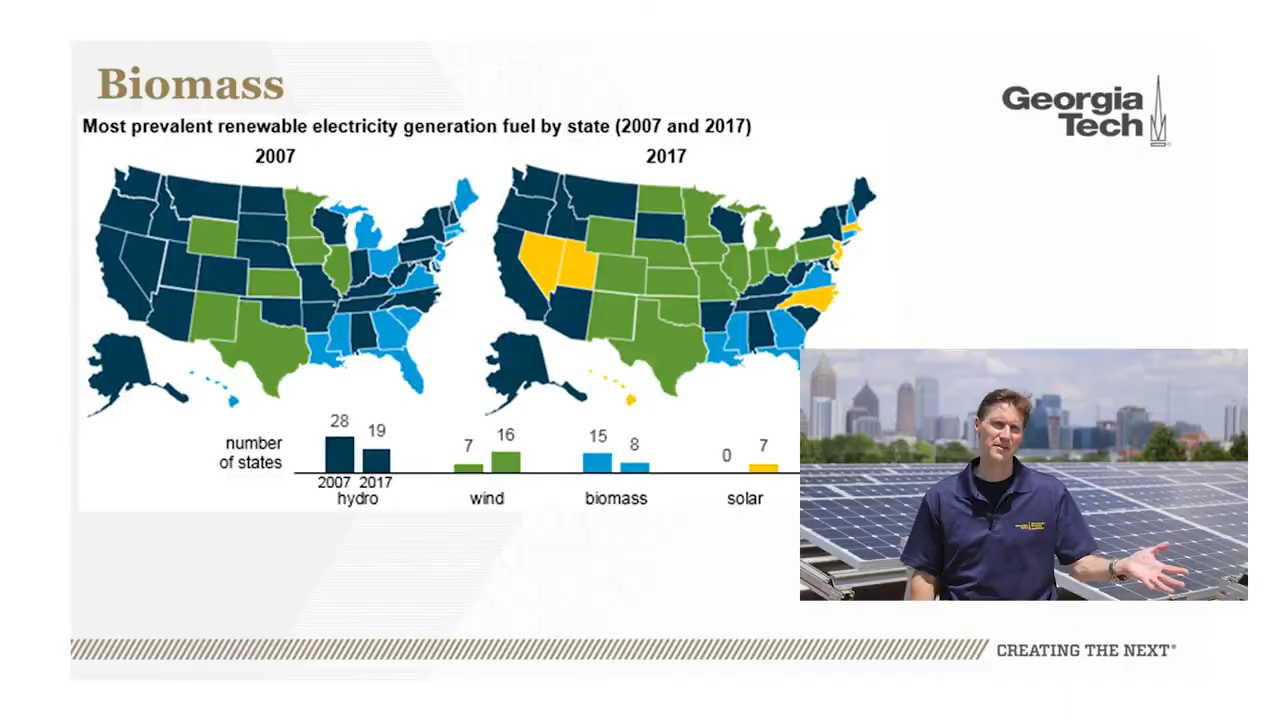 Biomass
Georgia
Tech
Most prevalent renewable electricity generation fuel by state (2007 and 2017)
2007
2017
number
of states
28
19
7
16
15
8
0
7
2007 2017
hydro
wind
biomass
solar
CREATING THE NEXT®